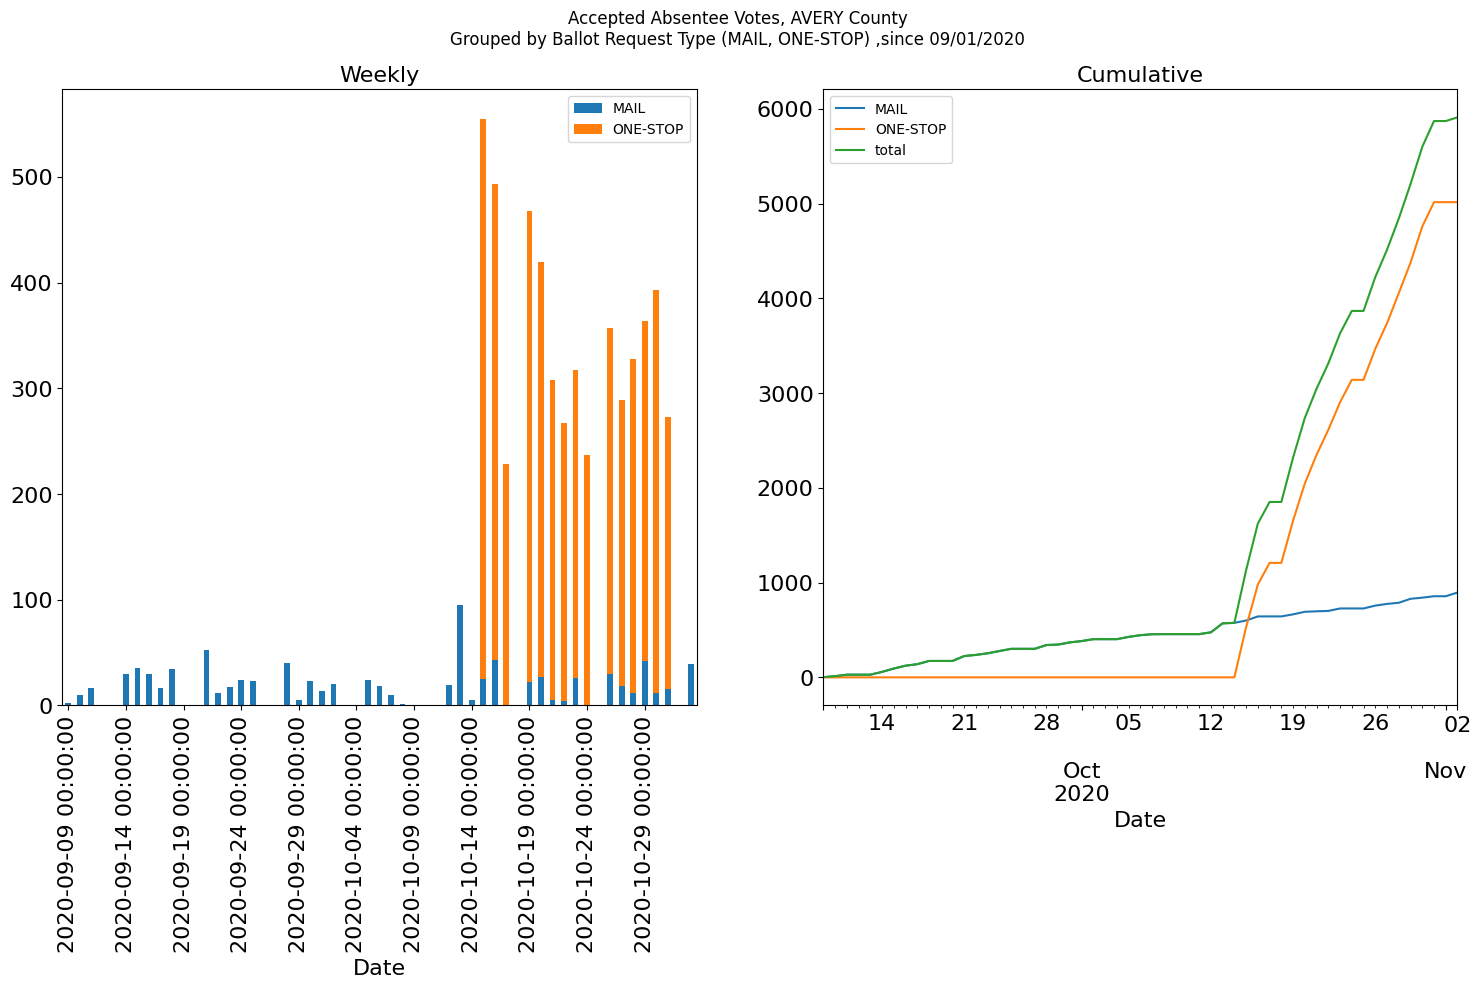 Accepted Absentee Votes, AVERY County
Grouped by Ballot Request Type (MAIL, ONE-STOP) ,since 09/01/2020
Weekly
MAIL
ONE-STOP
500
400
300
200
100
0
2020-09-09 00:00:00
2020-09-14 00:00:00
2020-09-19 00:00:00
2020-09-24 00:00:00
2020-09-29 00:00:00
2020-10-04 00:00:00
2020-10-09 00:00:00
2020-10-14 00:00:00
2020-10-19 00:00:00
2020-10-24 00:00:00
2020-10-29 00:00:00
Date
Cumulative
MAIL
ONE-STOP
total
6000
5000
4000
3000
2000
1000
0
14 21 28 05 12 19 26 02
Oct Nov
2020
Date